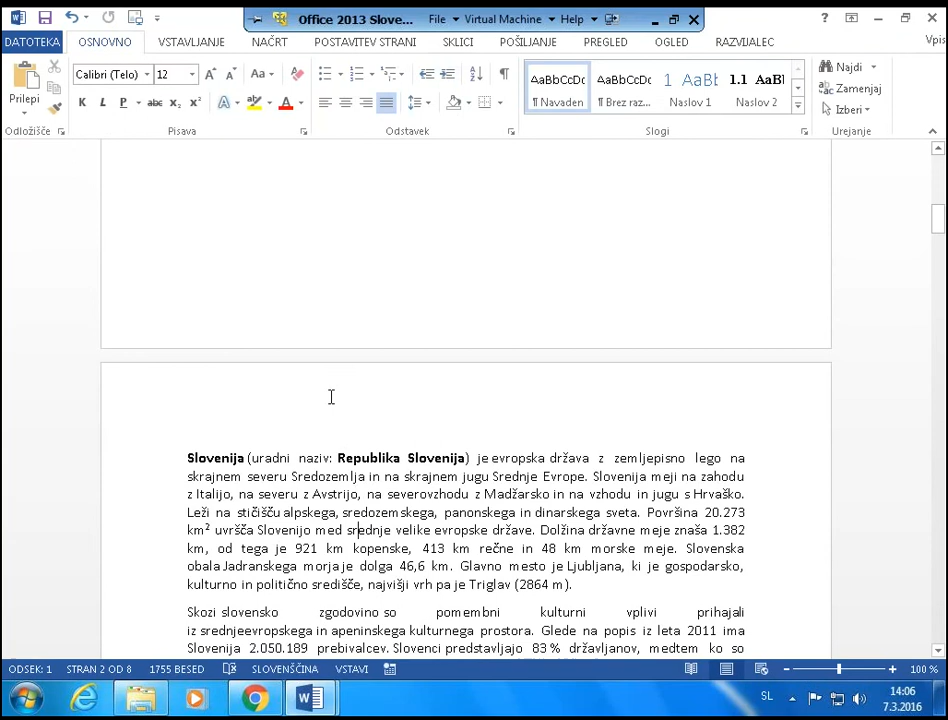 Office 2013 Slove...
File Virtual Machine Help
DATOTEKA OSNOVNO VSTAVLJANJE NAČRT POSTAVITEV STRANI SKLICI POŠILJANJE PREGLED OGLED RAZVIJALEC Vpis
Prilepi
Calibri (Telo) 12
Aa
K L P abc x₂ x²
AaBbCcDc AaBbCcDc AaBb 1.1 AaB
¶ Navaden ¶ Brez raz... Naslov 1 Naslov 2
Najdi
Zamenjaj
Izberi
Odložišče Pisava Odstavek Slogi Urejanje
Slovenija (uradni naziv: Republika Slovenija) je evropska država z zemljepisno lego na
skrajnem severu Sredozemlja in na skrajnem jugu Srednje Evrope. Slovenija meji na zahodu
z Italijo, na severu z Avstrijo, na severovzhodu z Madžarsko in na vzhodu in jugu s Hrvaško.
Leži na stičišču alpskega, sredozemskega, panonskega in dinarskega sveta. Površina 20.273
km² uvršča Slovenijo med srednje velike evropske države. Dolžina državne meje znaša 1.382
km, od tega je 921 km kopenske, 413 km rečne in 48 km morske meje. Slovenska
obala Jadranskega morja je dolga 46,6 km. Glavno mesto je Ljubljana, ki je gospodarsko,
kulturno in politično središče, najvišji vrh pa je Triglav (2864 m).
Skozi slovensko zgodovino so pomembni kulturni vplivi prihajali
iz srednjeevropskega in apeninskega kulturnega prostora. Glede na popis iz leta 2011 ima
Slovenija 2.050.189 prebivalcev. Slovenci predstavljajo 83 % državljanov, medtem ko so
ODSEK: 1 STRAN 2 OD 8 1755 BESED SLOVENŠČINA VSTAVI 100 %
SL 14:06
7.3.2016